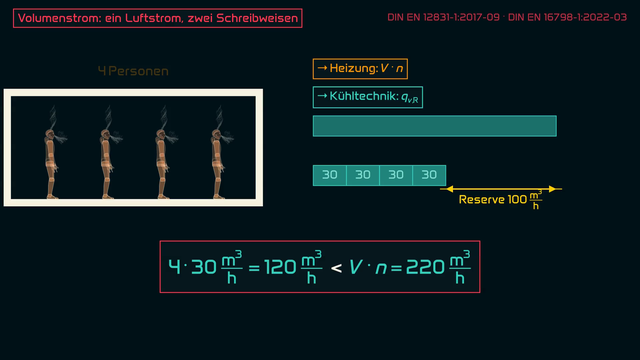 Volumenstrom: ein Luftstrom, zwei Schreibweisen
DIN EN 12831-1:2017-09 · DIN EN 16798-1:2022-03
4 Personen
→ Heizung: V · n
→ Kühltechnik: qvR
30 30 30 30
Reserve 100 m³/h
4 · 30 m³/h = 120 m³/h < V · n = 220 m³/h